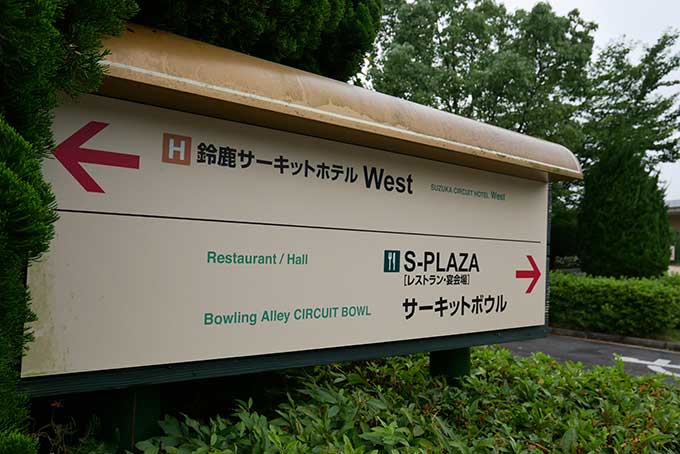 H 鈴鹿サーキットホテル West SUZUKA CIRCUIT HOTEL West
Restaurant / Hall S-PLAZA
[レストラン・宴会場]
Bowling Alley CIRCUIT BOWL サーキットボウル